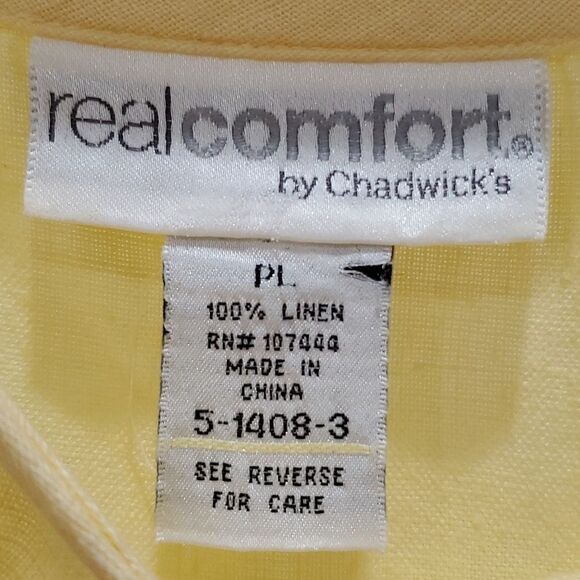 realcomfort®
by Chadwick's
PL
100% LINEN
RN# 107444
MADE IN
CHINA
5-1408-3
SEE REVERSE
FOR CARE